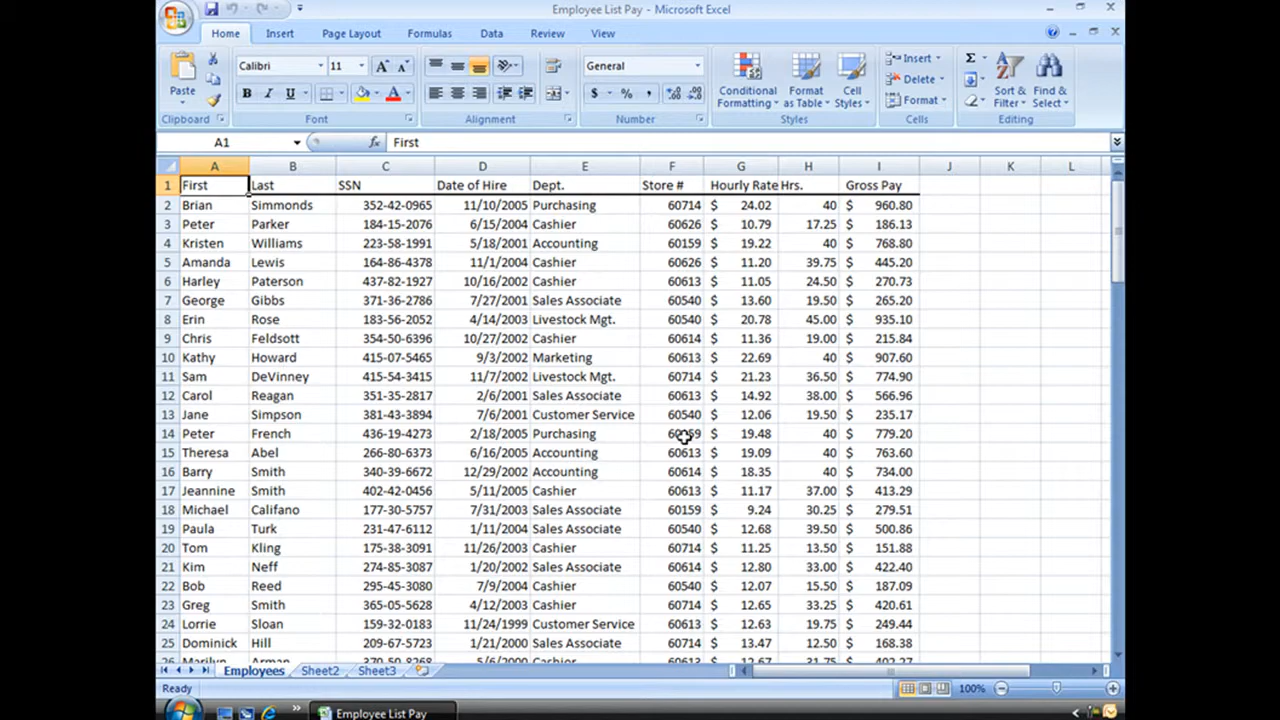 Employee List Pay - Microsoft Excel
Home Insert Page Layout Formulas Data Review View
Paste
Calibri 11
B I U A
General
$ % ,
Conditional Formatting
Format as Table
Cell Styles
Insert
Delete
Format
Σ
Sort & Filter
Find & Select
Clipboard Font Alignment Number Styles Cells Editing
A1 fx First
A B C D E F G H I J K L
1 First Last SSN Date of Hire Dept. Store # Hourly Rate Hrs. Gross Pay
2 Brian Simmonds 352-42-0965 11/10/2005 Purchasing 60714 $ 24.02 40 $ 960.80
3 Peter Parker 184-15-2076 6/15/2004 Cashier 60626 $ 10.79 17.25 $ 186.13
4 Kristen Williams 223-58-1991 5/18/2001 Accounting 60159 $ 19.22 40 $ 768.80
5 Amanda Lewis 164-86-4378 11/1/2004 Cashier 60626 $ 11.20 39.75 $ 445.20
6 Harley Paterson 437-82-1927 10/16/2002 Cashier 60613 $ 11.05 24.50 $ 270.73
7 George Gibbs 371-36-2786 7/27/2001 Sales Associate 60540 $ 13.60 19.50 $ 265.20
8 Erin Rose 183-56-2052 4/14/2003 Livestock Mgt. 60540 $ 20.78 45.00 $ 935.10
9 Chris Feldsott 354-50-6396 10/27/2002 Cashier 60614 $ 11.36 19.00 $ 215.84
10 Kathy Howard 415-07-5465 9/3/2002 Marketing 60613 $ 22.69 40 $ 907.60
11 Sam DeVinney 415-54-3415 11/7/2002 Livestock Mgt. 60714 $ 21.23 36.50 $ 774.90
12 Carol Reagan 351-35-2817 2/6/2001 Sales Associate 60613 $ 14.92 38.00 $ 566.96
13 Jane Simpson 381-43-3894 7/6/2001 Customer Service 60540 $ 12.06 19.50 $ 235.17
14 Peter French 436-19-4273 2/18/2005 Purchasing $ 19.48 40 $ 779.20
15 Theresa Abel 266-80-6373 6/16/2005 Accounting 60613 $ 19.09 40 $ 763.60
16 Barry Smith 340-39-6672 12/29/2002 Accounting 60614 $ 18.35 40 $ 734.00
17 Jeannine Smith 402-42-0456 5/11/2005 Cashier 60613 $ 11.17 37.00 $ 413.29
18 Michael Califano 177-30-5757 7/31/2003 Sales Associate 60159 $ 9.24 30.25 $ 279.51
19 Paula Turk 231-47-6112 1/11/2004 Sales Associate 60540 $ 12.68 39.50 $ 500.86
20 Tom Kling 175-38-3091 11/26/2003 Cashier 60714 $ 11.25 13.50 $ 151.88
21 Kim Neff 274-85-3087 1/20/2002 Sales Associate 60614 $ 12.80 33.00 $ 422.40
22 Bob Reed 295-45-3080 7/9/2004 Cashier 60540 $ 12.07 15.50 $ 187.09
23 Greg Smith 365-05-5628 4/12/2003 Cashier 60714 $ 12.65 33.25 $ 420.61
24 Lorrie Sloan 159-32-0183 11/24/1999 Customer Service 60613 $ 12.63 19.75 $ 249.44
25 Dominick Hill 209-67-5723 1/21/2000 Sales Associate 60714 $ 13.47 12.50 $ 168.38
26 Marilyn Arman 370-50-8268 5/6/2000 Cashier 60613 $ 12.67 31.75 $ 402.27
Employees Sheet2 Sheet3
Ready 100%
Employee List Pay